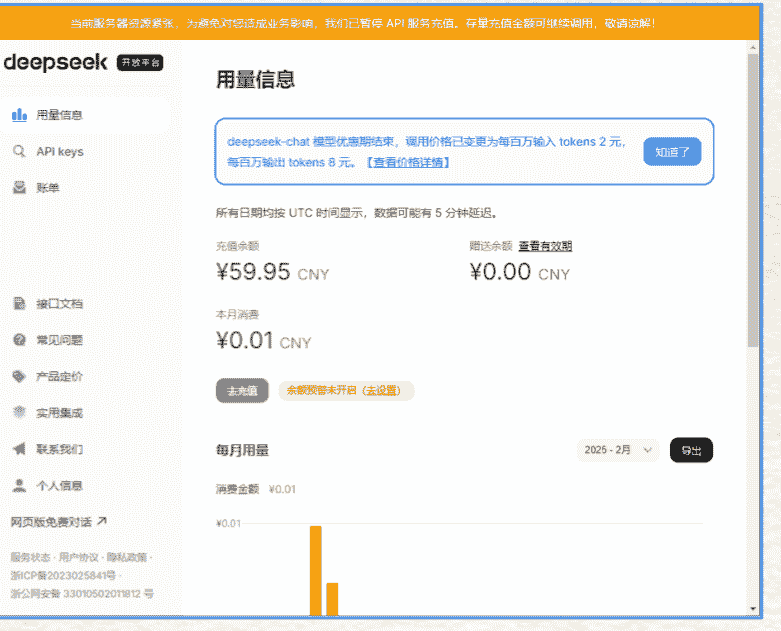 当前服务器资源紧张，为避免对您造成业务影响，我们已暂停 API 服务充值。存量充值金额可继续调用，敬请谅解！
deepseek 开放平台
用量信息
API keys
账单
接口文档
常见问题
产品定价
实用集成
联系我们
个人信息
网页版免费对话 ↗
服务状态 · 用户协议 · 隐私政策 ·
浙ICP备2023025841号 ·
浙公网安备 33010502011812 号
用量信息
deepseek-chat 模型优惠期结束，调用价格已变更为每百万输入 tokens 2 元，
每百万输出 tokens 8 元。【查看价格详情】
知道了
所有日期均按 UTC 时间显示，数据可能有 5 分钟延迟。
充值余额
¥59.95 CNY
赠送余额 查看有效期
¥0.00 CNY
本月消费
¥0.01 CNY
去充值
余额预警未开启（去设置）
每月用量
2025 - 2月
导出
消费金额 ¥0.01
¥0.01